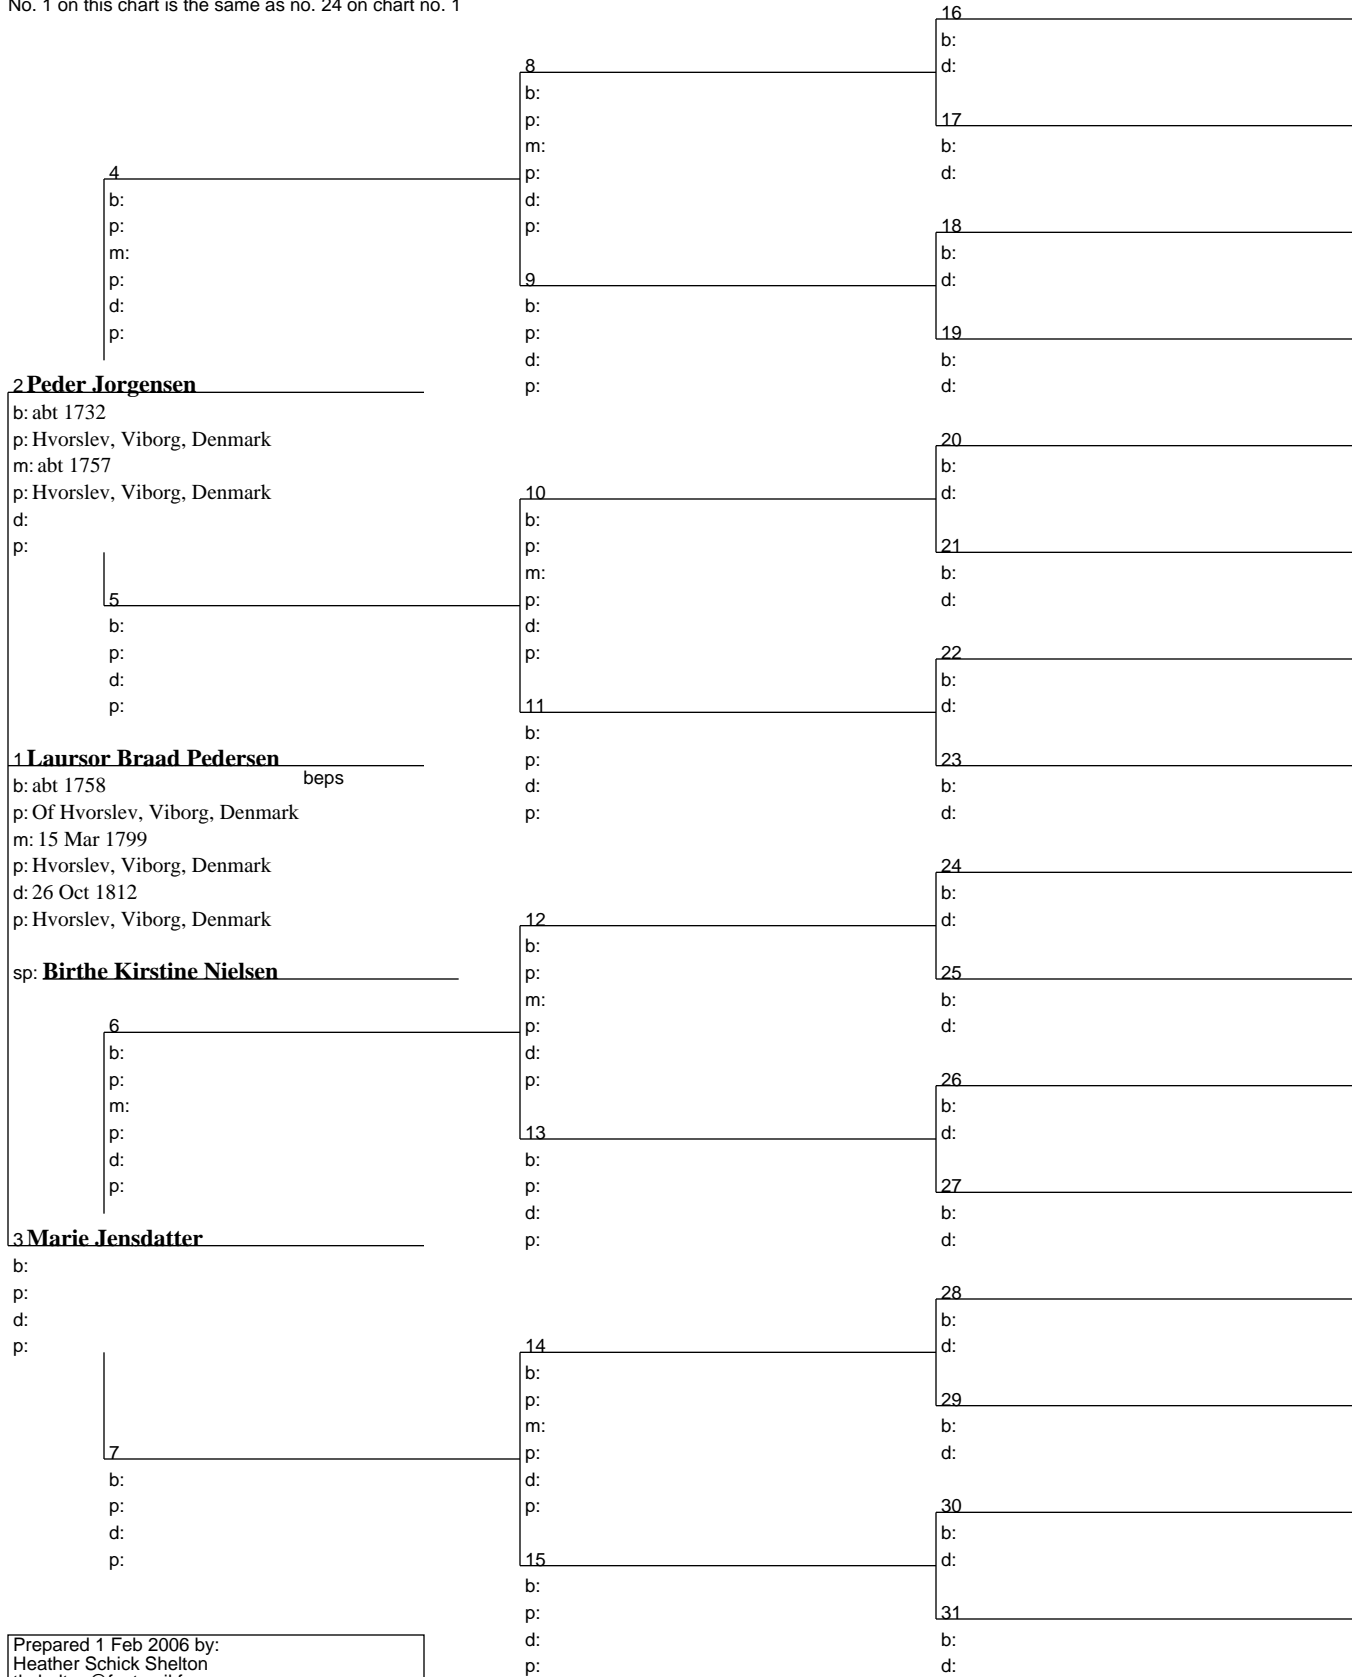 No. 1 on this chart is the same as no. 24 on chart no. 1
16
b:
d:
8
b:
p:
m:
p:
d:
p:
17
b:
d:
4
b:
p:
m:
p:
d:
p:
18
b:
d:
9
b:
p:
d:
p:
19
b:
d:
2 Peder Jorgensen
b: abt 1732
p: Hvorslev, Viborg, Denmark
m: abt 1757
p: Hvorslev, Viborg, Denmark
d:
p:
20
b:
d:
10
b:
p:
m:
p:
d:
p:
21
b:
d:
5
b:
p:
d:
p:
22
b:
d:
11
b:
p:
d:
p:
23
b:
d:
1 Laursor Braad Pedersen
beps
b: abt 1758
p: Of Hvorslev, Viborg, Denmark
m: 15 Mar 1799
p: Hvorslev, Viborg, Denmark
d: 26 Oct 1812
p: Hvorslev, Viborg, Denmark
sp: Birthe Kirstine Nielsen
24
b:
d:
12
b:
p:
m:
p:
d:
p:
25
b:
d:
6
b:
p:
m:
p:
d:
p:
26
b:
d:
13
b:
p:
d:
p:
27
b:
d:
3 Marie Jensdatter
b:
p:
d:
p:
28
b:
d:
14
b:
p:
m:
p:
d:
p:
29
b:
d:
7
b:
p:
d:
p:
30
b:
d:
15
b:
p:
d:
p:
31
b:
d:
Prepared 1 Feb 2006 by:
Heather Schick Shelton